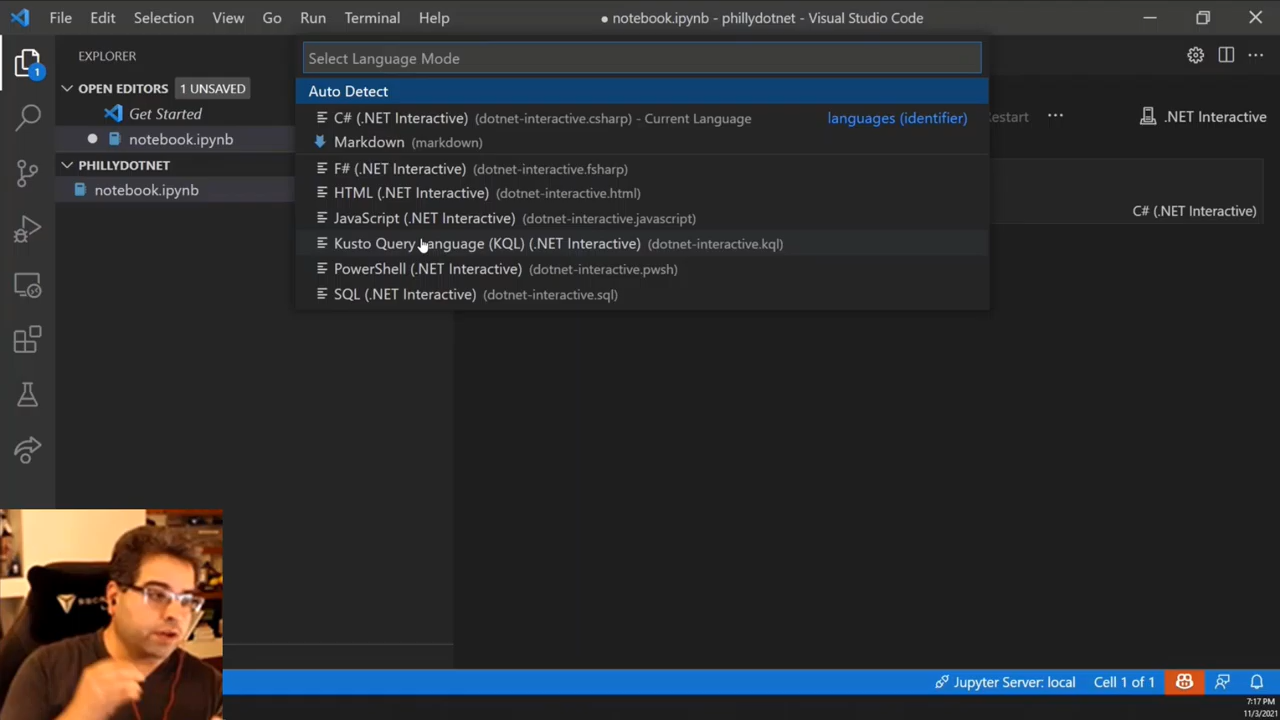 File Edit Selection View Go Run Terminal Help ● notebook.ipynb - phillydotnet - Visual Studio Code
EXPLORER
Select Language Mode
OPEN EDITORS 1 UNSAVED
Auto Detect
Get Started
C# (.NET Interactive) (dotnet-interactive.csharp) - Current Language languages (identifier)
estart ··· .NET Interactive
1
notebook.ipynb
Markdown (markdown)
PHILLYDOTNET
F# (.NET Interactive) (dotnet-interactive.fsharp)
notebook.ipynb
HTML (.NET Interactive) (dotnet-interactive.html)
C# (.NET Interactive)
JavaScript (.NET Interactive) (dotnet-interactive.javascript)
Kusto Query Language (KQL) (.NET Interactive) (dotnet-interactive.kql)
PowerShell (.NET Interactive) (dotnet-interactive.pwsh)
SQL (.NET Interactive) (dotnet-interactive.sql)
Jupyter Server: local Cell 1 of 1
7:17 PM
11/3/2021